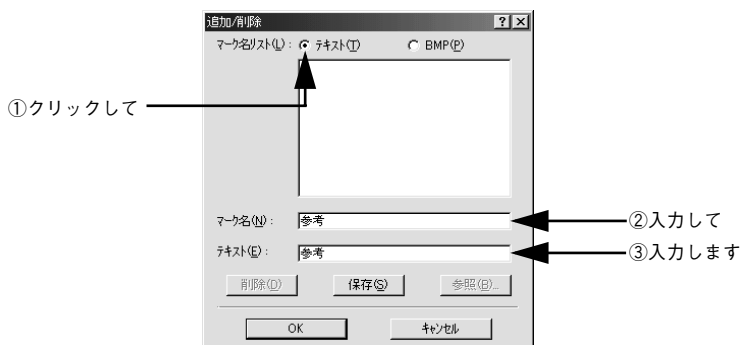 追加/削除
マーク名リスト(L): テキスト(T) BMP(P)
①クリックして
マーク名(N): 参考
②入力して
テキスト(E): 参考
③入力します
削除(D) 保存(S) 参照(B)...
OK キャンセル